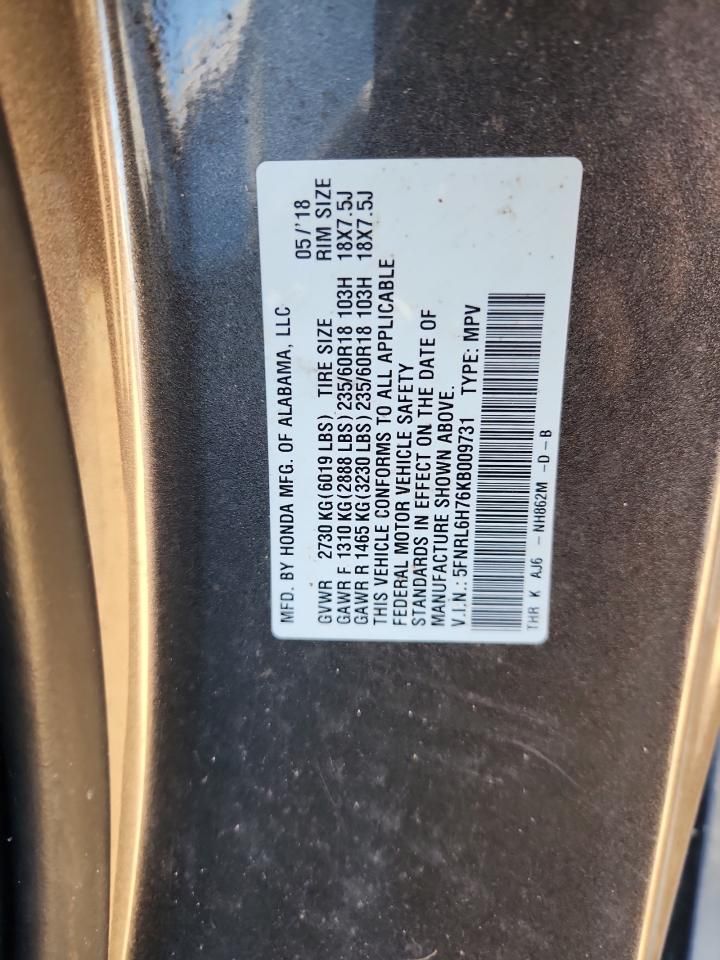 MFD. BY HONDA MFG. OF ALABAMA, LLC 05/'18
GVWR 2730 KG(6019 LBS) TIRE SIZE RIM SIZE
GAWR F 1310 KG(2888 LBS) 235/60R18 103H 18X7.5J
GAWR R 1465 KG(3230 LBS) 235/60R18 103H 18X7.5J
THIS VEHICLE CONFORMS TO ALL APPLICABLE
FEDERAL MOTOR VEHICLE SAFETY
STANDARDS IN EFFECT ON THE DATE OF
MANUFACTURE SHOWN ABOVE.
V.I.N.: 5FNRL6H76KB009731 TYPE: MPV
THR K AJ6 - NH862M -D-B